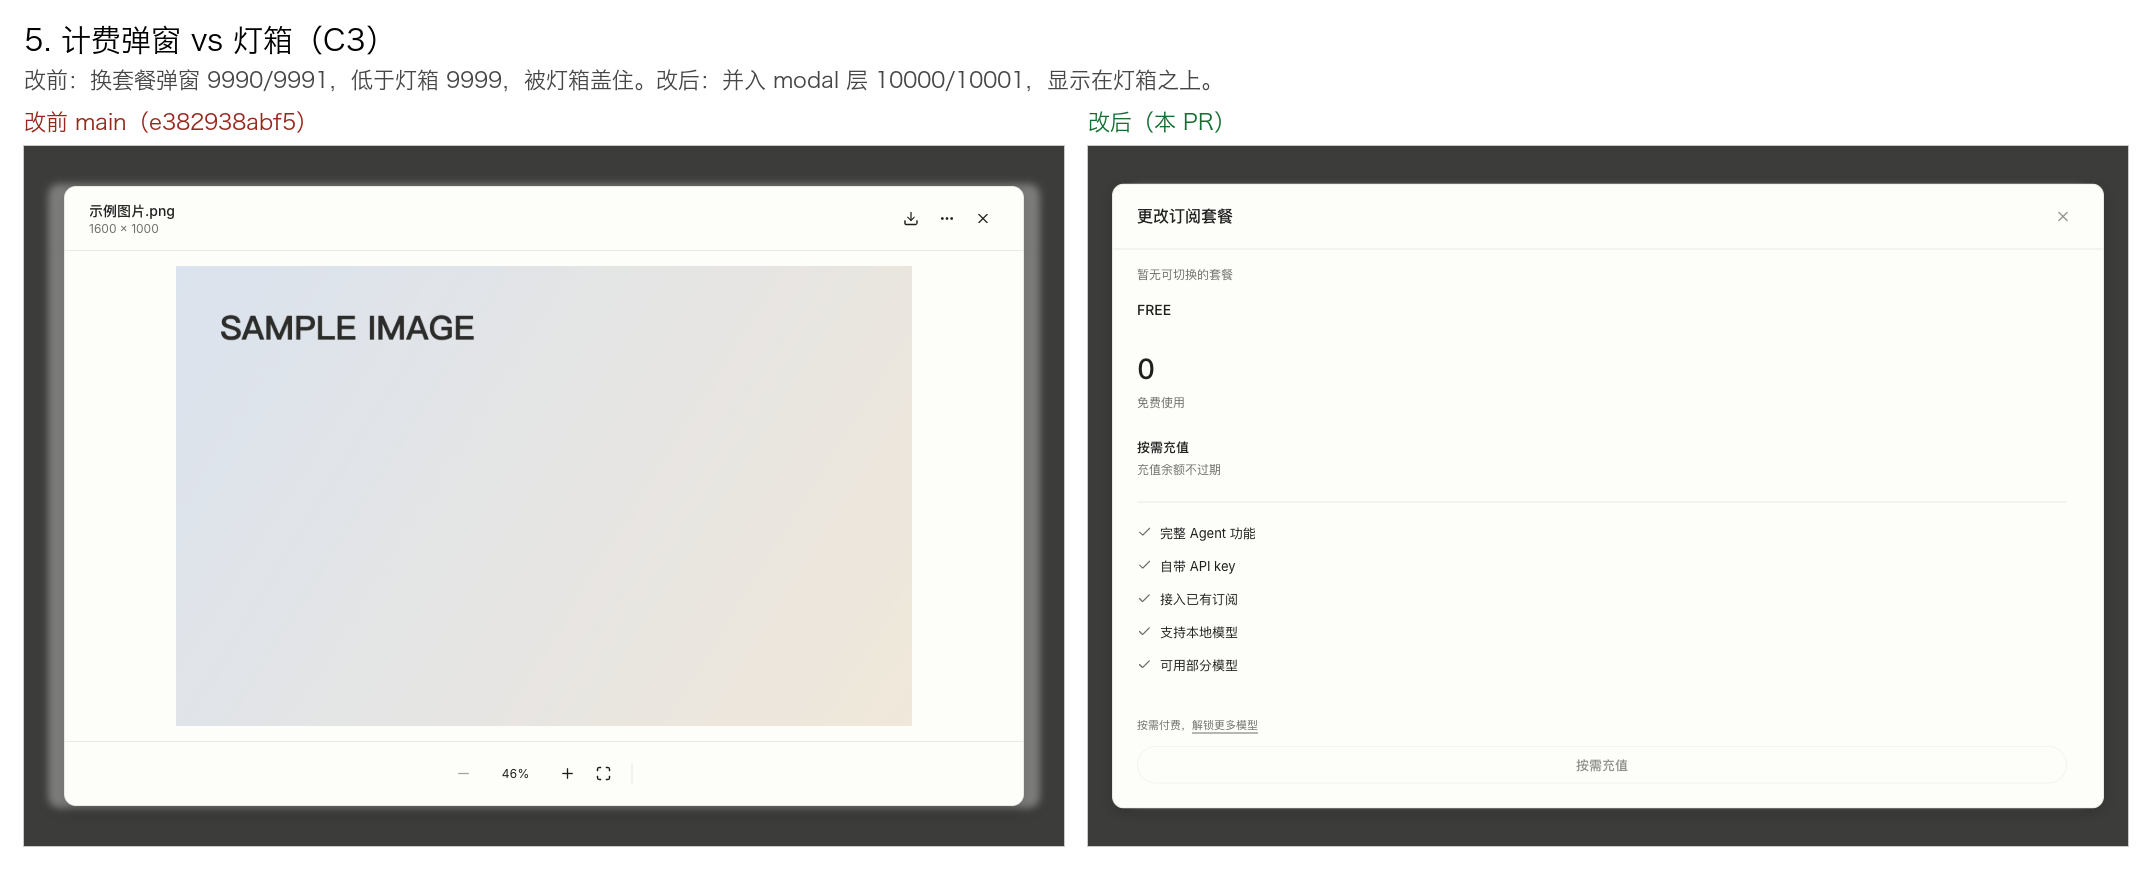 5. 计费弹窗 vs 灯箱（C3）
改前：换套餐弹窗 9990/9991，低于灯箱 9999，被灯箱盖住。改后：并入 modal 层 10000/10001，显示在灯箱之上。
改前 main（e382938abf5）
示例图片.png
1600 × 1000
SAMPLE IMAGE
46%
改后（本 PR）
更改订阅套餐
暂无可切换的套餐
FREE
0
免费使用
按需充值
充值余额不过期
完整 Agent 功能
自带 API key
接入已有订阅
支持本地模型
可用部分模型
按需付费，解锁更多模型
按需充值